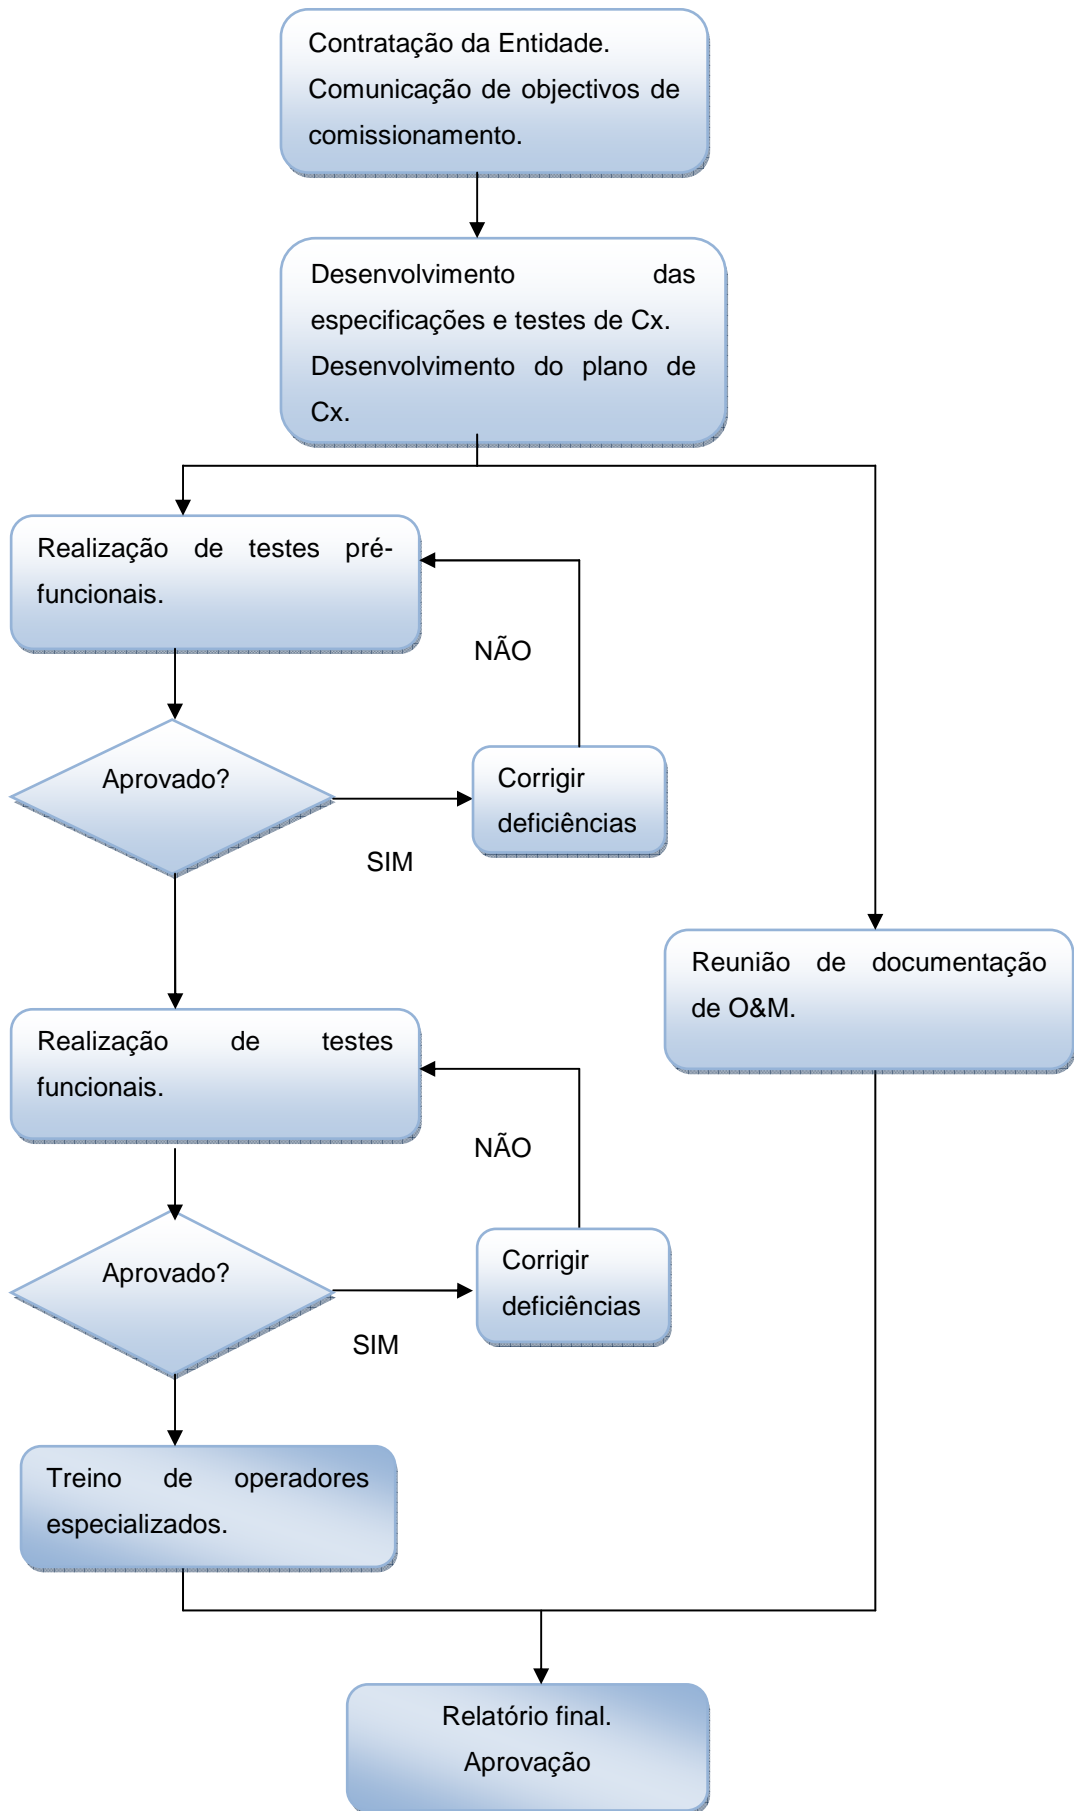 Contratação da Entidade.
Comunicação de objectivos de
comissionamento.
Desenvolvimento das
especificações e testes de Cx.
Desenvolvimento do plano de
Cx.
Realização de testes pré-
funcionais.
NÃO
Aprovado?
Corrigir
deficiências
SIM
Reunião de documentação
de O&M.
Realização de testes
funcionais.
NÃO
Aprovado?
Corrigir
deficiências
SIM
Treino de operadores
especializados.
Relatório final.
Aprovação